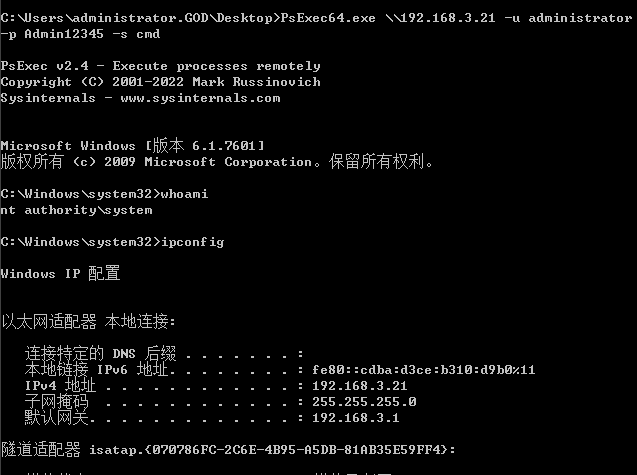 C:\Users\administrator.GOD\Desktop>PsExec64.exe \\192.168.3.21 -u administrator
-p Admin12345 -s cmd
PsExec v2.4 - Execute processes remotely
Copyright (C) 2001-2022 Mark Russinovich
Sysinternals - www.sysinternals.com
Microsoft Windows [版本 6.1.7601]
版权所有 (c) 2009 Microsoft Corporation。保留所有权利。
C:\Windows\system32>whoami
nt authority\system
C:\Windows\system32>ipconfig
Windows IP 配置
以太网适配器 本地连接:
连接特定的 DNS 后缀 . . . . . . . :
本地链接 IPv6 地址. . . . . . . . : fe80::cdba:d3ce:b310:d9b0%11
IPv4 地址 . . . . . . . . . . . . : 192.168.3.21
子网掩码 . . . . . . . . . . . . : 255.255.255.0
默认网关. . . . . . . . . . . . . : 192.168.3.1
隧道适配器 isatap.{070786FC-2C6E-4B95-A5DB-81AB35E59FF4}: